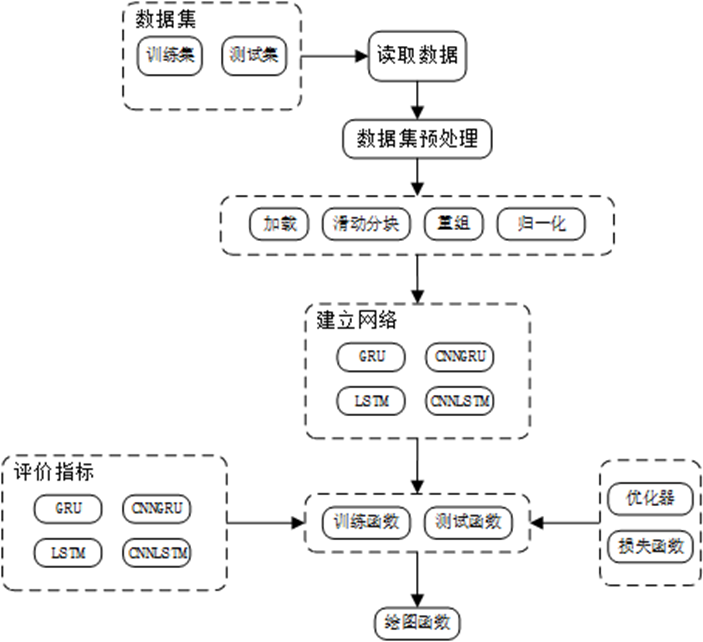 数据集
训练集
测试集
读取数据
数据集预处理
加载
滑动分块
重组
归一化
建立网络
GRU
CNNGRU
LSTM
CNNLSTM
评价指标
GRU
CNNGRU
LSTM
CNNLSTM
训练函数
测试函数
优化器
损失函数
绘图函数